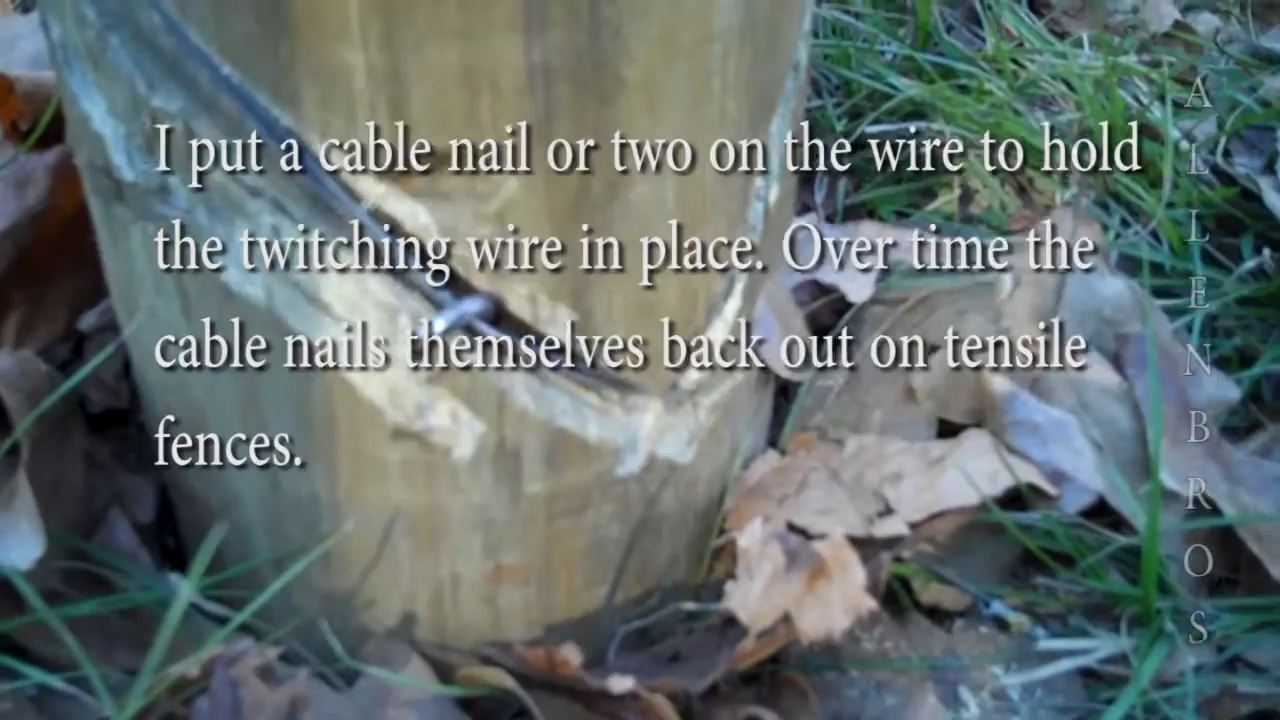 I put a cable nail or two on the wire to hold
the twitching wire in place. Over time the
cable nails themselves back out on tensile
fences.
ALLENBROS